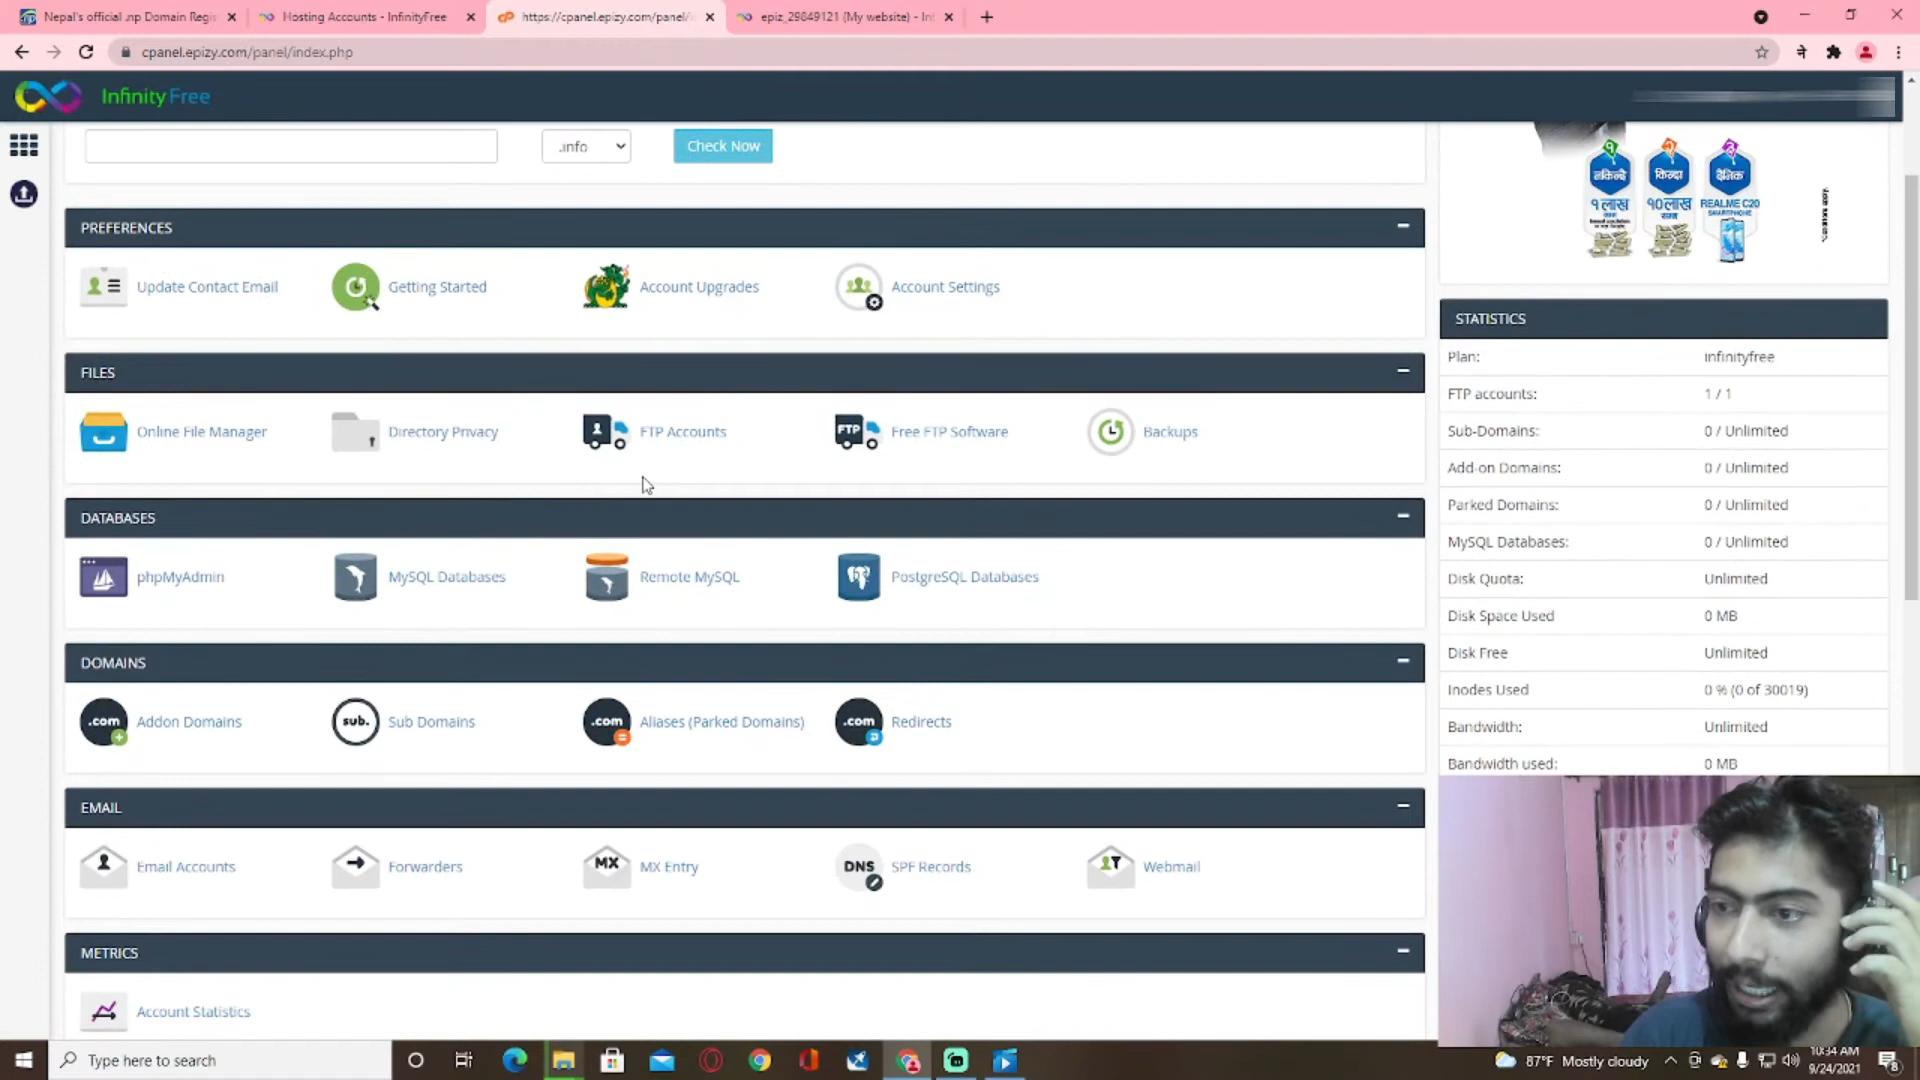 Nepal's official .np Domain Regis
Hosting Accounts - InfinityFree
https://cpanel.epizy.com/panel/i
epiz_29849121 (My website) - Inf
cpanel.epizy.com/panel/index.php
InfinityFree
.info
Check Now
PREFERENCES
Update Contact Email
Getting Started
Account Upgrades
Account Settings
FILES
Online File Manager
Directory Privacy
FTP Accounts
FTP
Free FTP Software
Backups
DATABASES
phpMyAdmin
MySQL Databases
Remote MySQL
PostgreSQL Databases
DOMAINS
.com
Addon Domains
sub.
Sub Domains
.com
Aliases (Parked Domains)
.com
Redirects
EMAIL
Email Accounts
Forwarders
MX
MX Entry
DNS
SPF Records
Webmail
METRICS
Account Statistics
दैनिक
१ लाख
१० लाख
REALME C20
SMARTPHONE
STATISTICS
Plan: infinityfree
FTP accounts: 1 / 1
Sub-Domains: 0 / Unlimited
Add-on Domains: 0 / Unlimited
Parked Domains: 0 / Unlimited
MySQL Databases: 0 / Unlimited
Disk Quota: Unlimited
Disk Space Used 0 MB
Disk Free Unlimited
Inodes Used 0 % (0 of 30019)
Bandwidth: Unlimited
Bandwidth used: 0 MB
Type here to search
87°F Mostly cloudy
10:34 AM
9/24/2021